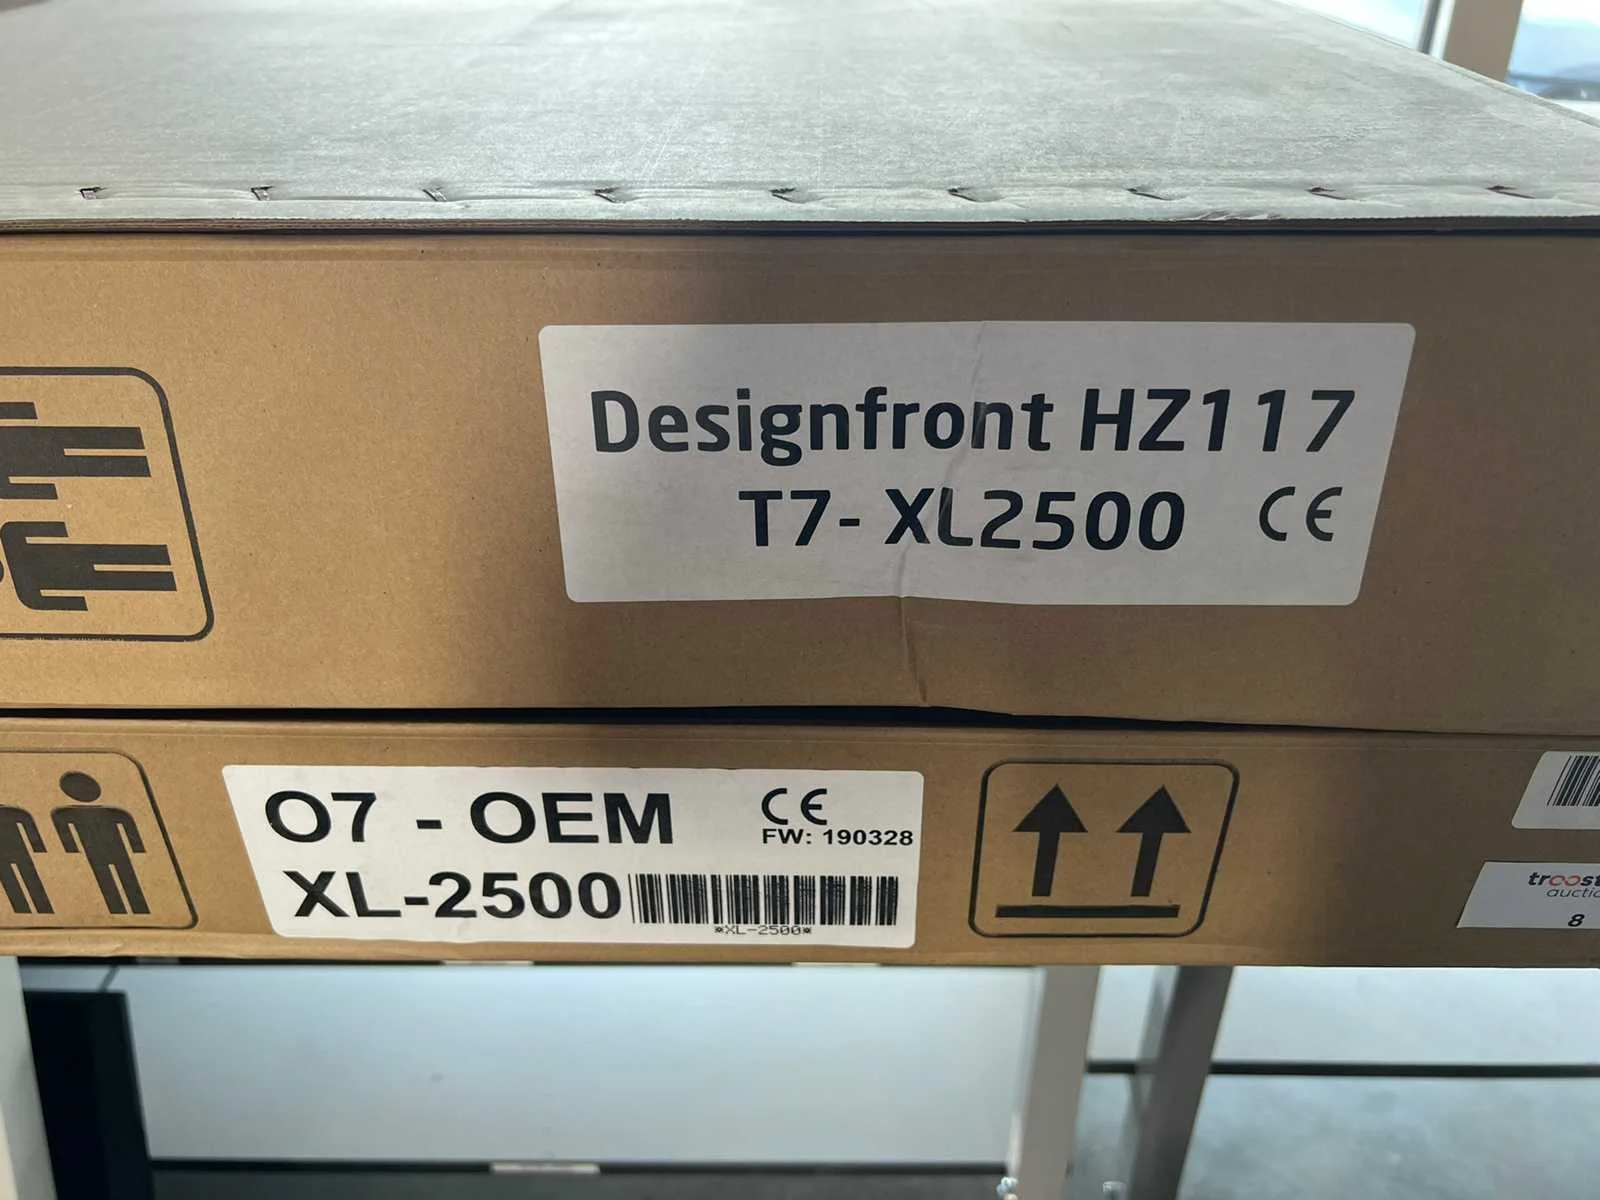 Designfront HZ117
T7- XL2500 CE
O7 - OEM CE
FW: 190328
XL-2500
*XL-2500*
8